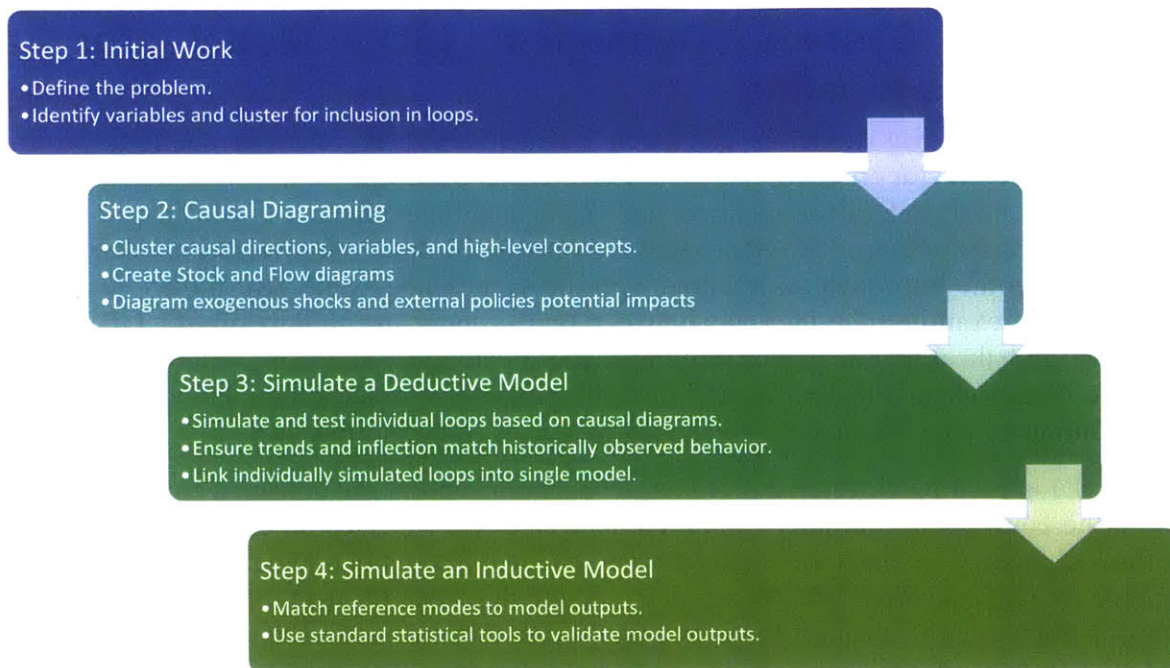 Step 1: Initial Work
•Define the problem.
•Identify variables and cluster for inclusion in loops.
Step 2: Causal Diagraming
•Cluster causal directions, variables, and high-level concepts.
•Create Stock and Flow diagrams
•Diagram exogenous shocks and external policies potential impacts
Step 3: Simulate a Deductive Model
•Simulate and test individual loops based on causal diagrams.
•Ensure trends and inflection match historically observed behavior.
•Link individually simulated loops into single model.
Step 4: Simulate an Inductive Model
•Match reference modes to model outputs.
•Use standard statistical tools to validate model outputs.